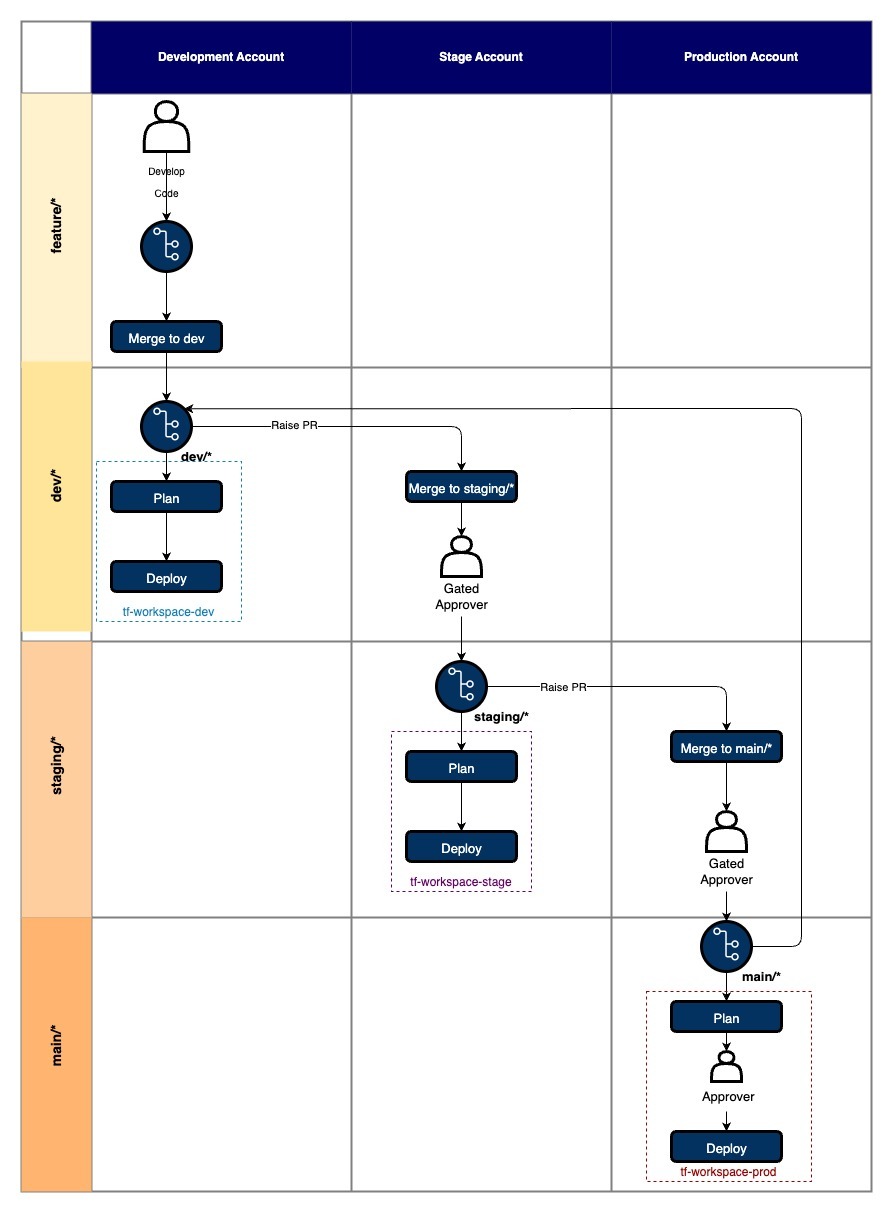 Development Account
Stage Account
Production Account
feature/*
Develop
Code
Merge to dev
dev/*
Raise PR
dev/*
Merge to staging/*
Plan
Deploy
Gated
Approver
tf-workspace-dev
staging/*
Raise PR
staging/*
Merge to main/*
Plan
Deploy
Gated
Approver
tf-workspace-stage
main/*
main/*
Plan
Approver
Deploy
tf-workspace-prod